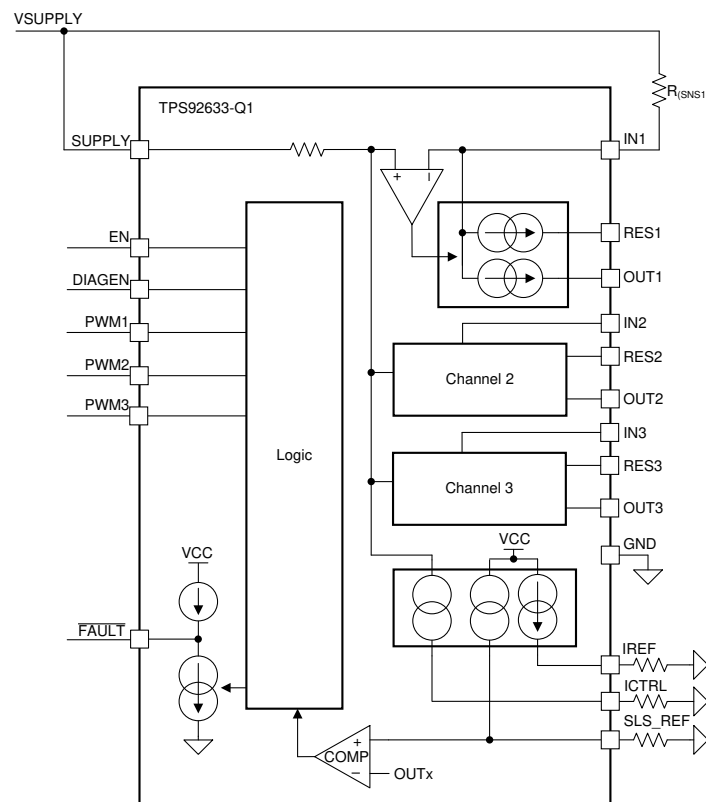 VSUPPLY
TPS92633-Q1
R(SNS1
SUPPLY
IN1
+
−
EN
RES1
DIAGEN
OUT1
PWM1
IN2
PWM2
Channel 2
RES2
OUT2
PWM3
IN3
Logic
Channel 3
RES3
OUT3
VCC
GND
VCC
FAULT
IREF
ICTRL
SLS_REF
+
COMP
−
OUTx